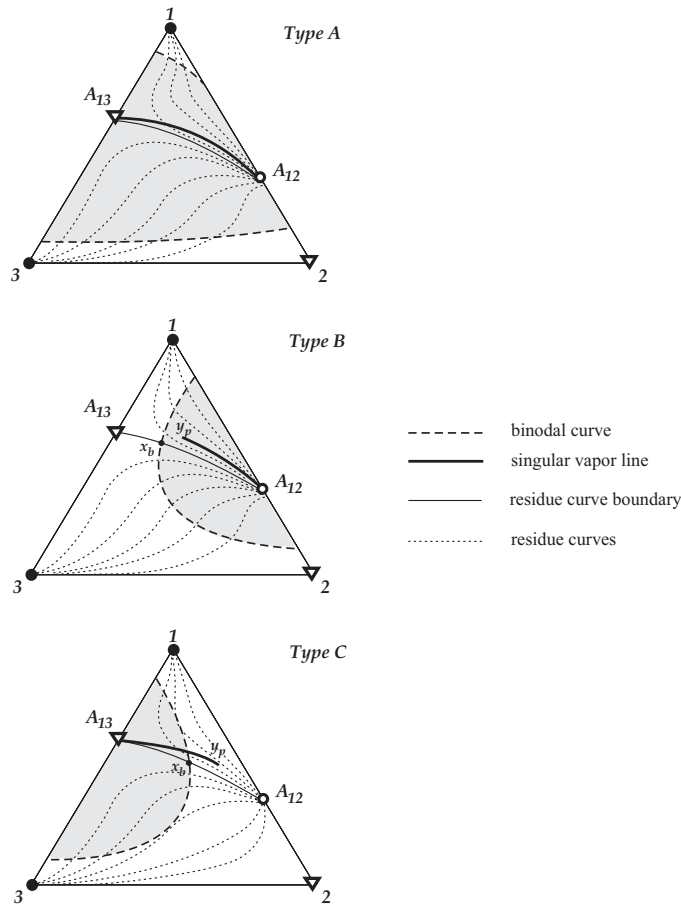 1
Type A
A13
A12
3
2
1
Type B
A13
yp
xb
A12
3
2
binodal curve
singular vapor line
residue curve boundary
residue curves
1
Type C
A13
yp
xb
A12
3
2